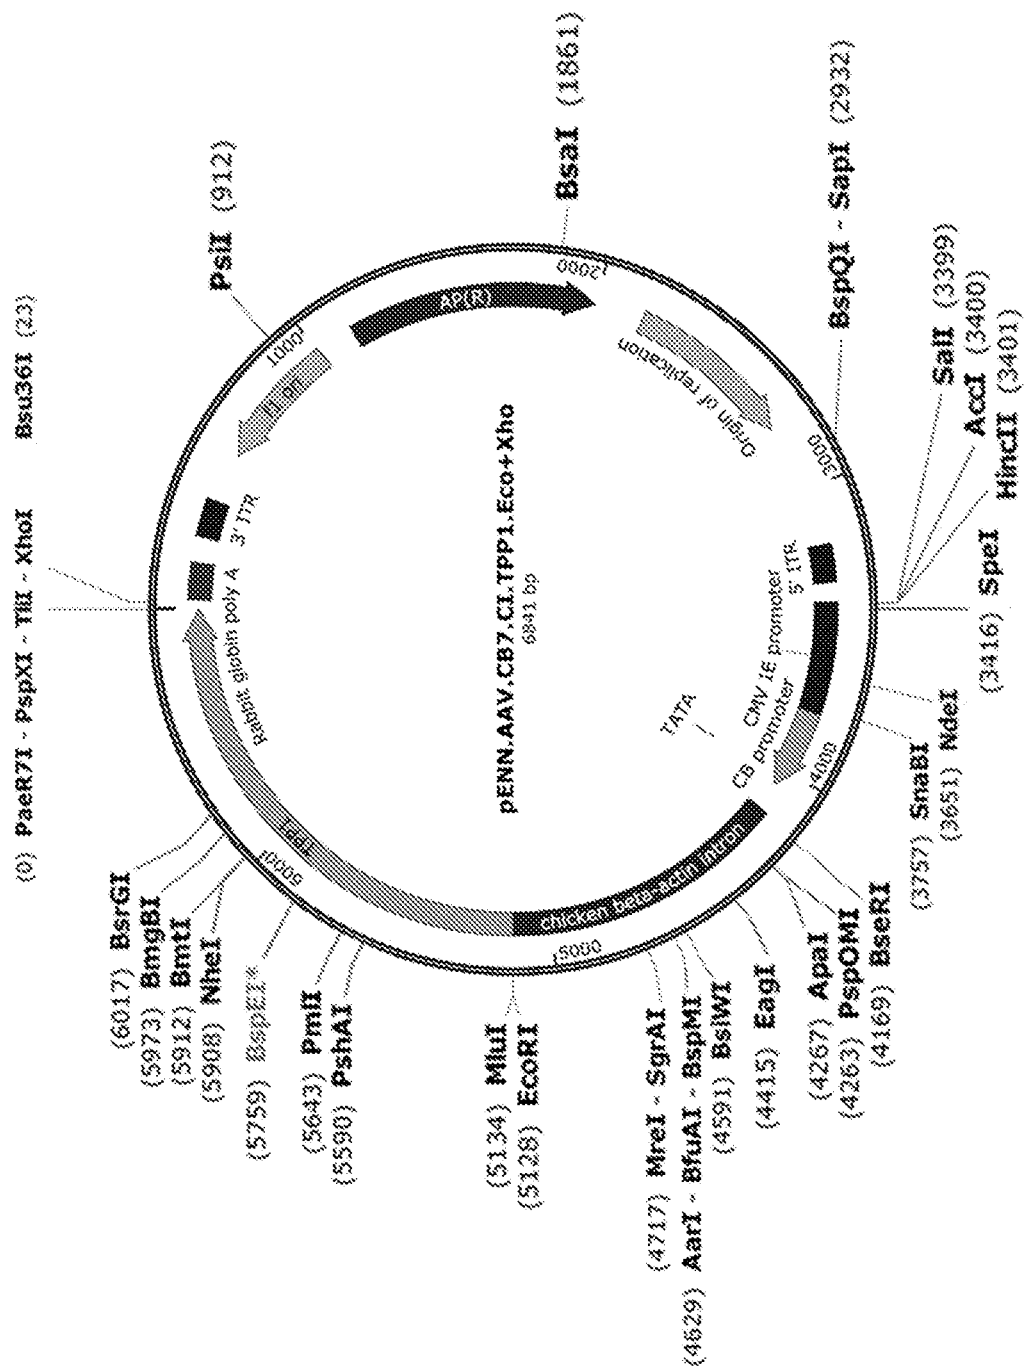 (0) PaeR7I - PspXI - TliI - XhoI
Bsu36I (23)
PsiI (912)
BsaI (1861)
BspQI - SapI (2932)
SalI (3399)
AccI (3400)
HincII (3401)
(3416) SpeI
(3651) NdeI
(3757) SnaBI
(4169) BseRI
(4263) PspOMI
(4267) ApaI
(4415) EagI
(4591) BsiWI
(4629) AarI - BfuAI - BspMI
(4717) MreI - SgrAI
(5128) EcoRI
(5134) MluI
(5590) PshAI
(5643) PmlI
(5759) BspEI*
(5908) NheI
(5912) BmtI
(5973) BmgBI
(6017) BsrGI
1000
2000
3000
4000
5000
f1 ori
AP(R)
Origin of replication
5' ITR
CMV IE promoter
CB promoter
TATA
chicken beta-actin intron
TPP1
Rabbit globin poly A
3' ITR
pENN.AAV.CB7.CI.TPP1.Eco+Xho
6841 bp